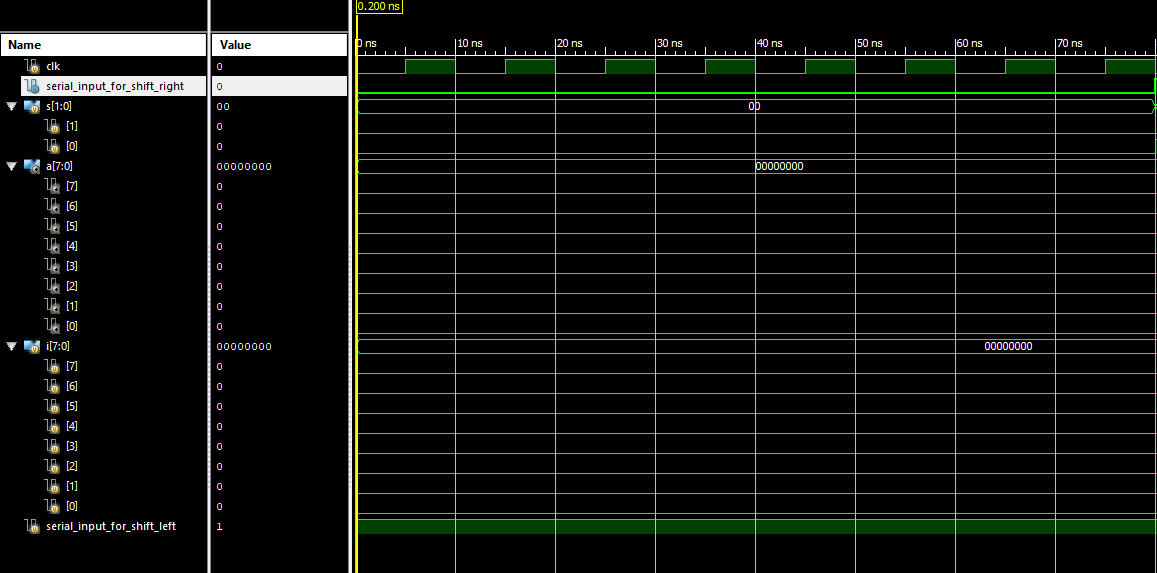 0.200 ns
Name Value 0 ns 10 ns 20 ns 30 ns 40 ns 50 ns 60 ns 70 ns
clk 0
serial_input_for_shift_right 0
s[1:0] 00 00
[1] 0
[0] 0
a[7:0] 00000000 00000000
[7] 0
[6] 0
[5] 0
[4] 0
[3] 0
[2] 0
[1] 0
[0] 0
i[7:0] 00000000 00000000
[7] 0
[6] 0
[5] 0
[4] 0
[3] 0
[2] 0
[1] 0
[0] 0
serial_input_for_shift_left 1